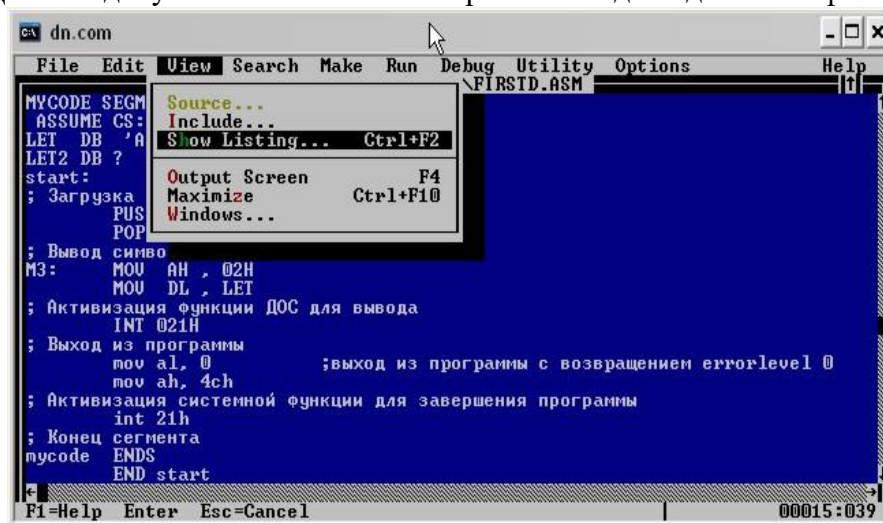 dn.com
File Edit View Search Make Run Debug Utility Options Help
\FIRSTD.ASM
MYCODE SEGM
ASSUME CS:
LET DB 'A
LET2 DB ?
start:
; Загрузка
PUS
POP
Source...
Include...
Show Listing... Ctrl+F2
Output Screen F4
Maximize Ctrl+F10
Windows...
; Вывод симво
M3: MOV AH , 02H
MOV DL , LET
; Активизация функции ДОС для вывода
INT 021H
; Выход из программы
mov al, 0 ;выход из программы с возвращением errorlevel 0
mov ah, 4ch
; Активизация системной функции для завершения программы
int 21h
; Конец сегмента
mycode ENDS
END start
F1=Help Enter Esc=Cancel 00015:039